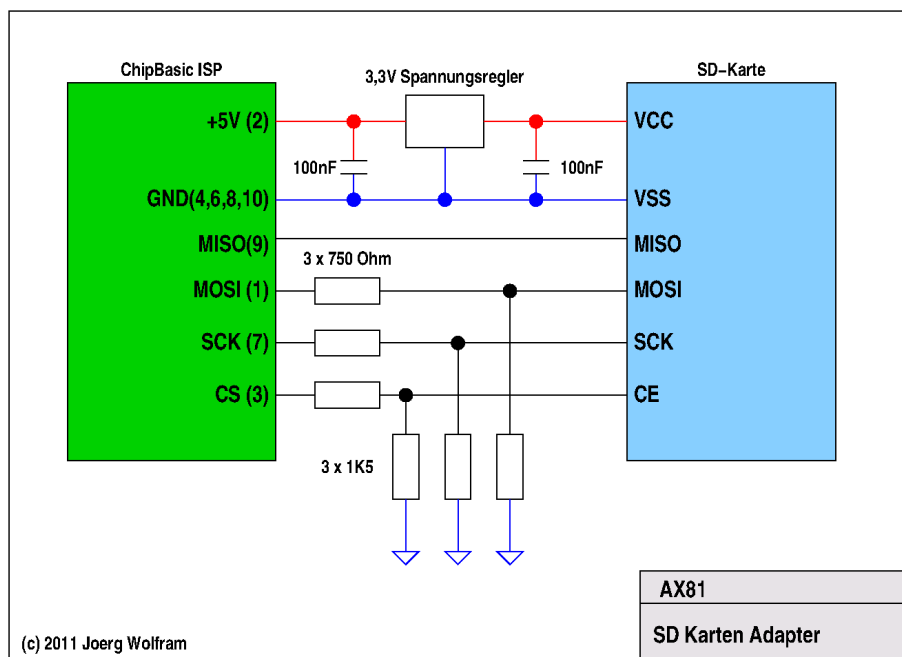 ChipBasic ISP
3,3V Spannungsregler
SD-Karte
+5V (2)
VCC
100nF
100nF
GND(4,6,8,10)
VSS
MISO(9)
MISO
3 x 750 Ohm
MOSI (1)
MOSI
SCK (7)
SCK
CS (3)
CE
3 x 1K5
AX81
SD Karten Adapter
(c) 2011 Joerg Wolfram